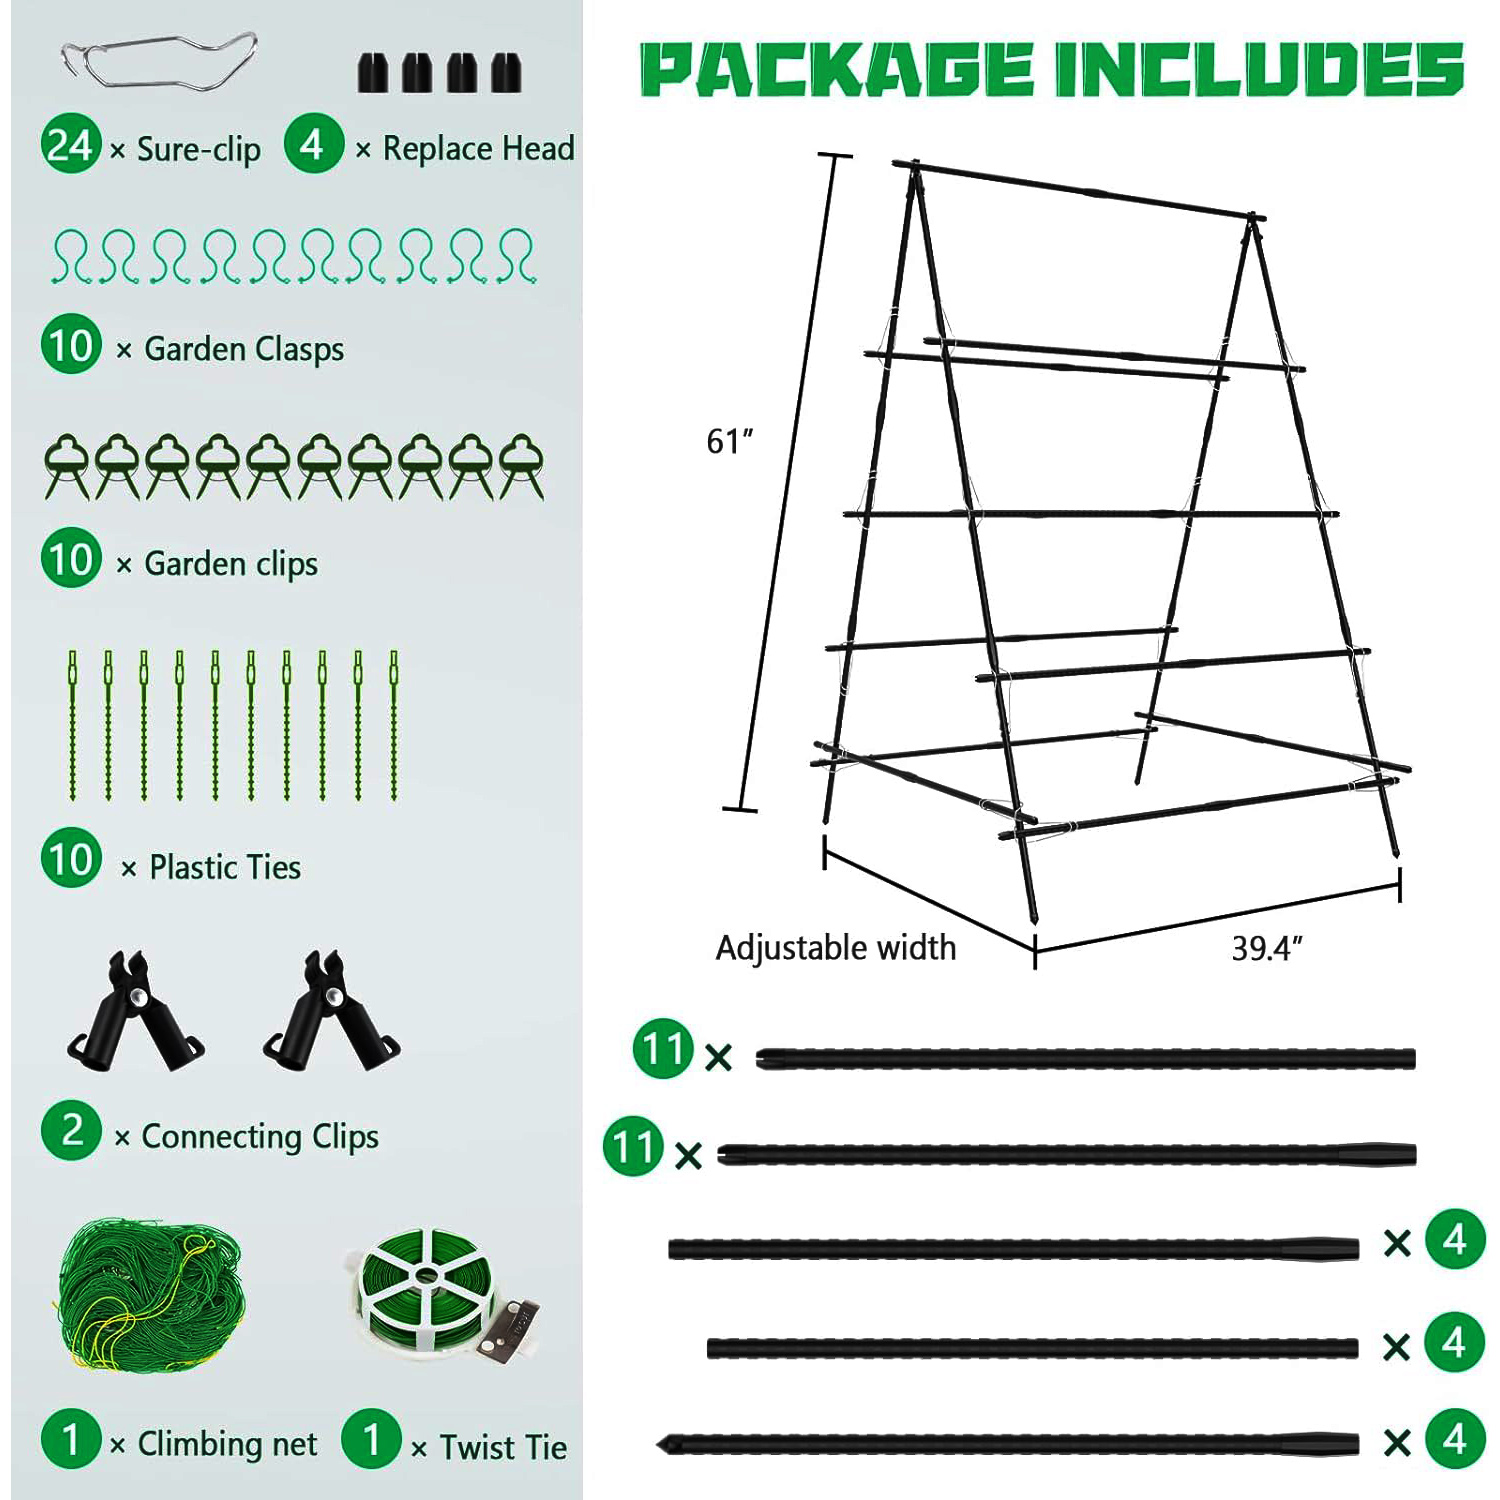 PACKAGE INCLUDES
24 × Sure-clip
4 × Replace Head
10 × Garden Clasps
10 × Garden clips
10 × Plastic Ties
2 × Connecting Clips
1 × Climbing net
1 × Twist Tie
61"
Adjustable width
39.4"
11 ×
11 ×
× 4
× 4
× 4